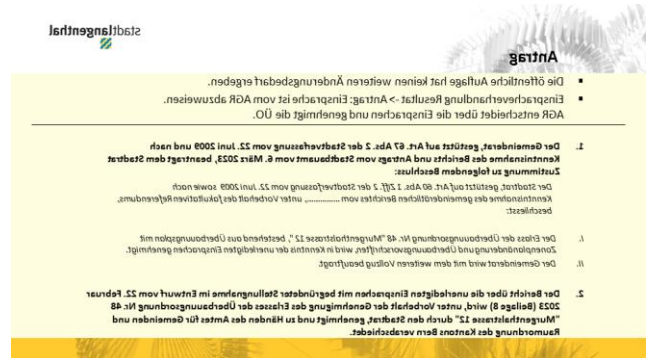 stadtlangenthal
Antrag
▪ Die öffentliche Auflage hat keinen weiteren Änderungsbedarf ergeben.
▪ Einspracheverhandlung Resultat -> Antrag: Einsprache ist vom AGR abzuweisen.
AGR entscheidet über die Einsprachen und genehmigt die ÜO.
1. Der Gemeinderat, gestützt auf Art. 67 Abs. 2 der Stadtverfassung vom 22. Juni 2009 und nach
Kenntnisnahme des Berichts und Antrags vom Stadtbauamt vom 6. März 2023, beantragt dem Stadtrat
Zustimmung zu folgendem Beschluss:
Der Stadtrat, gestützt auf Art. 60 Abs. 1 Ziff. 2 der Stadtverfassung vom 22. Juni 2009 sowie nach
Kenntnisnahme des gemeinderätlichen Berichtes vom .............., unter Vorbehalt des fakultativen Referendums,
beschliesst:
I. Der Erlass der Überbauungsordnung Nr. 48 "Murgenthalstrasse 12", bestehend aus Überbauungsplan mit
Zonenplanänderung und Überbauungsvorschriften, wird in Kenntnis der unerledigten Einsprachen genehmigt.
II. Der Gemeinderat wird mit dem weiteren Vollzug beauftragt.
2. Der Bericht über die unerledigten Einsprachen mit begründeter Stellungnahme im Entwurf vom 22. Februar
2023 (Beilage 8) wird, unter Vorbehalt der Genehmigung des Erlasses der Überbauungsordnung Nr. 48
"Murgenthalstrasse 12" durch den Stadtrat, genehmigt und zu Händen des Amtes für Gemeinden und
Raumordnung des Kantons Bern verabschiedet.